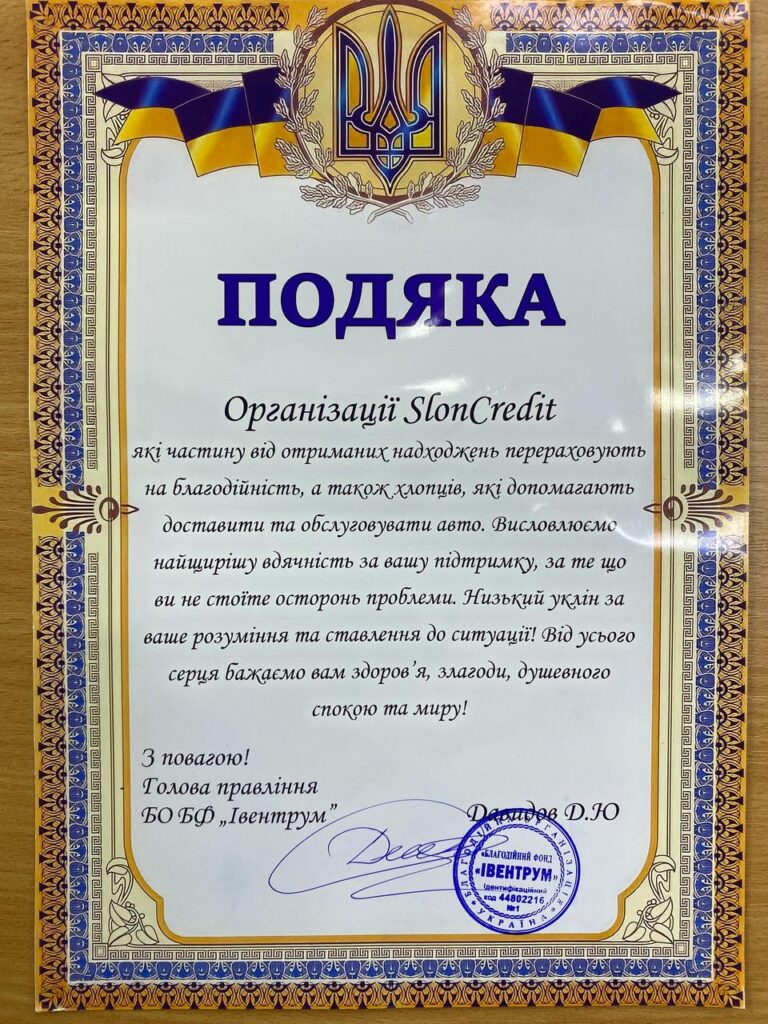 ПОДЯКА
Організації SlonCredit
які частину від отриманих надходжень перераховують
на благодійність, а також хлопців, які допомагають
доставити та обслуговувати авто. Висловлюємо
найщирішу вдячність за вашу підтримку, за те що
ви не стоїте осторонь проблеми. Низький уклін за
ваше розуміння та ставлення до ситуації! Від усього
серця бажаємо вам здоров’я, злагоди, душевного
спокою та миру!
З повагою!
Голова правління
БО БФ „Івентрум” Давидов Д.Ю
БЛАГОДІЙНА ОРГАНІЗАЦІЯ
«БЛАГОДІЙНИЙ ФОНД
«ІВЕНТРУМ»
Ідентифікаційний
код 44802216
№1
* УКРАЇНА *